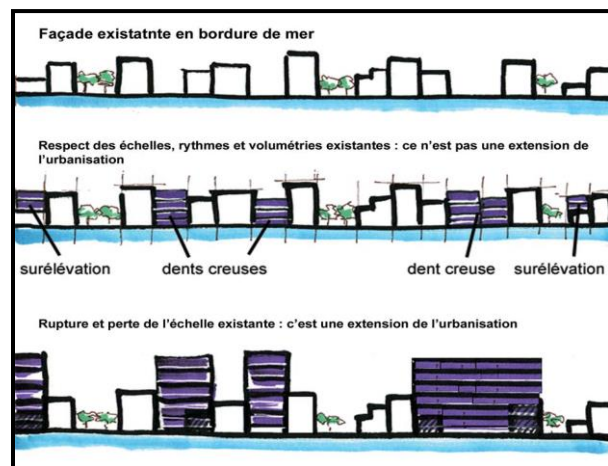 Façade existatnte en bordure de mer
Respect des échelles, rythmes et volumétries existantes : ce n'est pas une extension de
l'urbanisation
surélévation
dents creuses
dent creuse
surélévation
Rupture et perte de l'échelle existante : c'est une extension de l'urbanisation